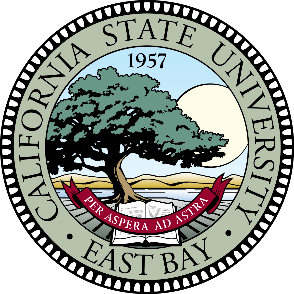 CALIFORNIA STATE UNIVERSITY
1957
PER ASPERA AD ASTRA
· EAST BAY ·